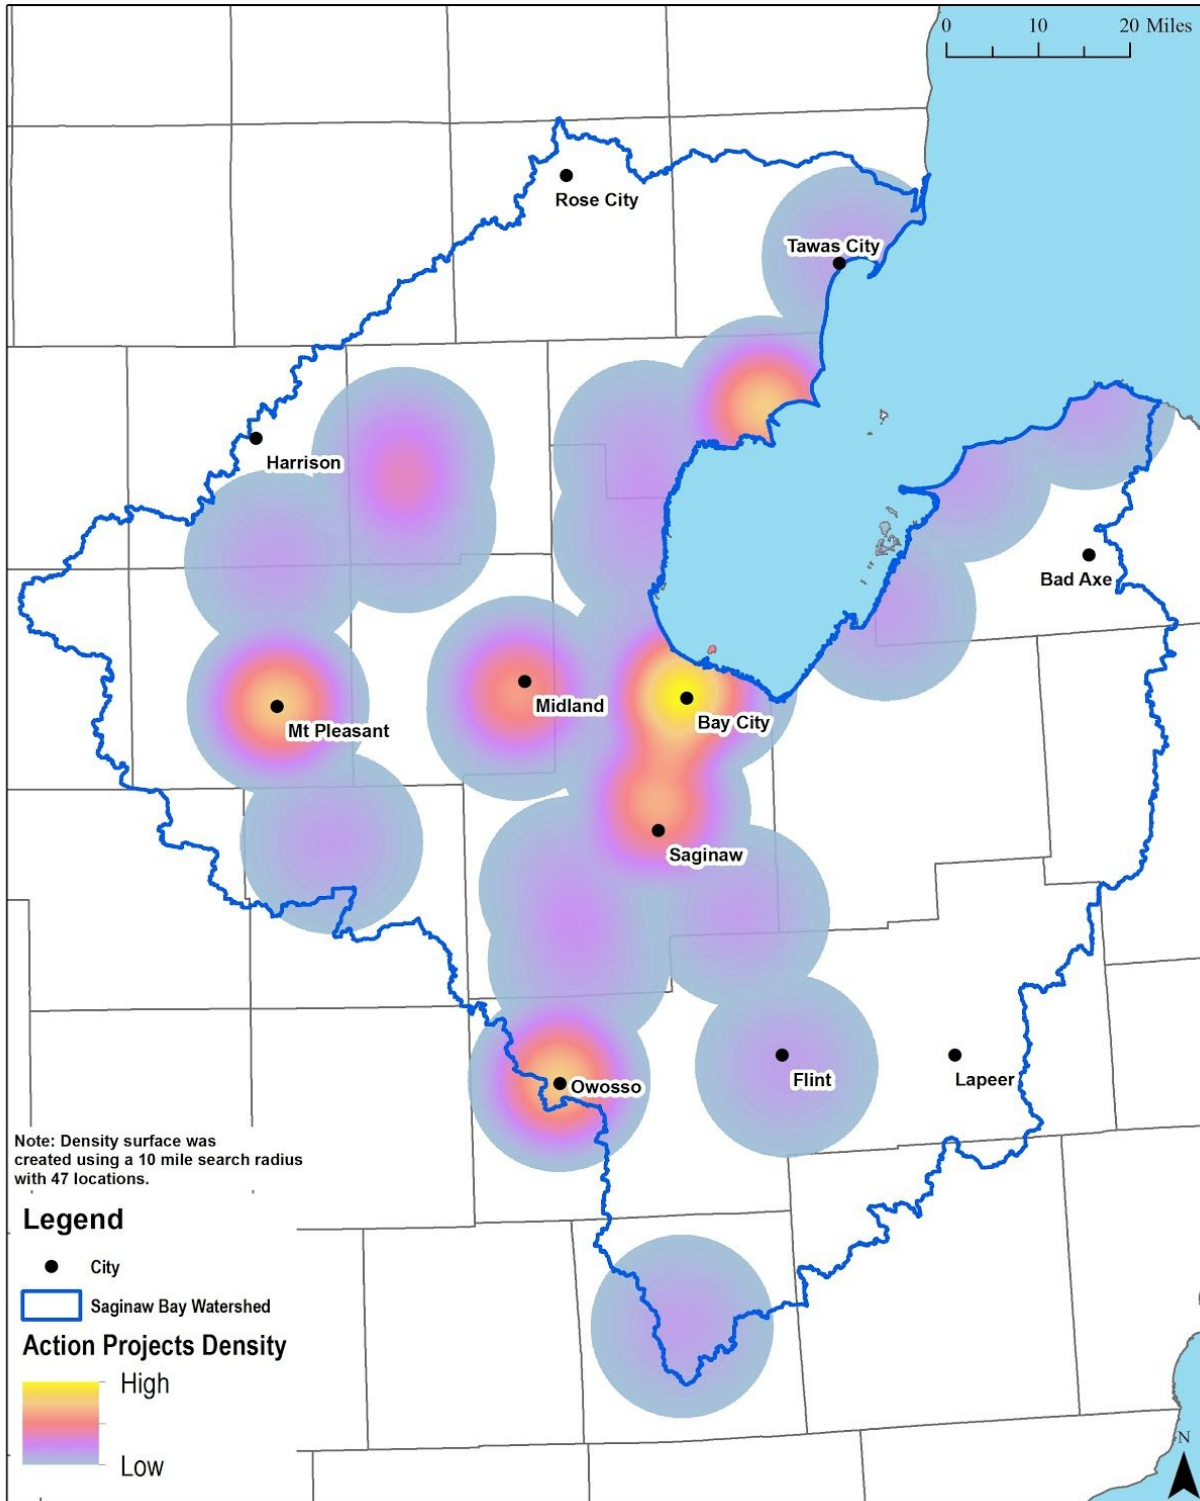 0 10 20 Miles
Rose City
Tawas City
Harrison
Bad Axe
Midland
Bay City
Mt Pleasant
Saginaw
Owosso
Flint
Lapeer
Note: Density surface was
created using a 10 mile search radius
with 47 locations.
Legend
City
Saginaw Bay Watershed
Action Projects Density
High
Low
N